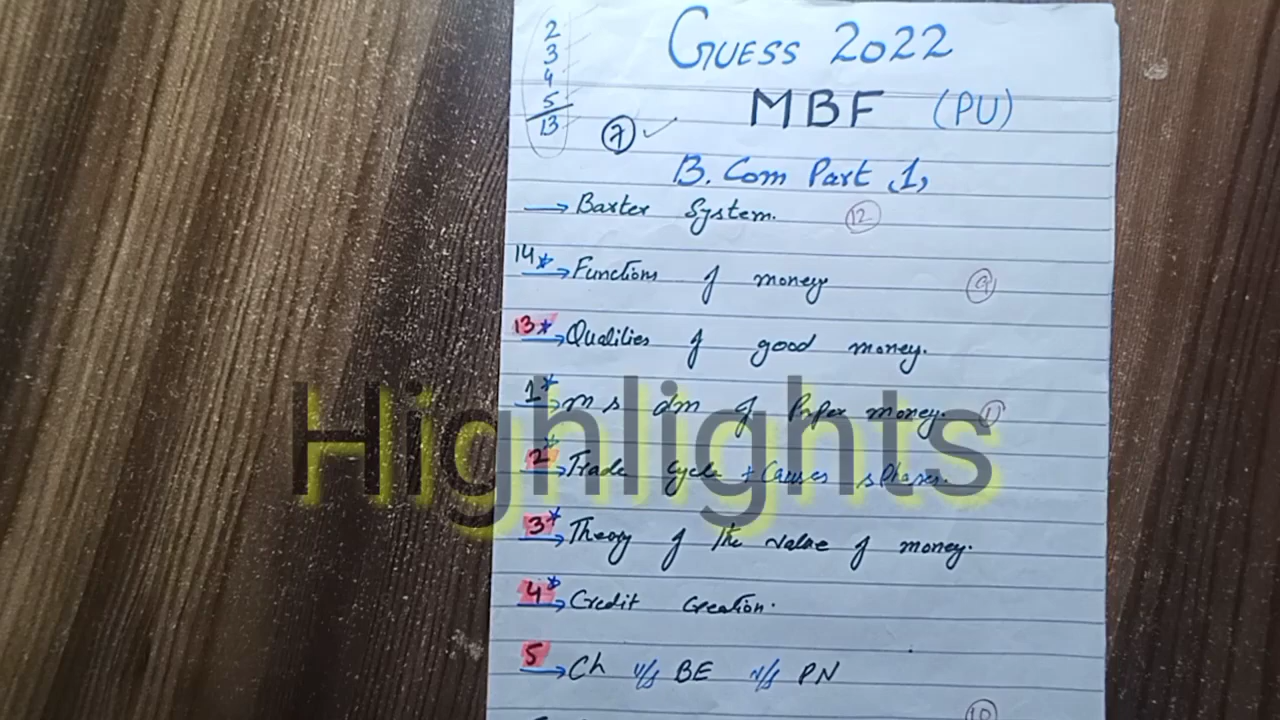 2
3
4
5
13
GUESS 2022
MBF (PU)
7 ✓
B. Com Part 1,
→ Barter System. 12
14* → Functions of money 9
13* → Qualities of good money.
1* → m s dm of Paper money. 11
2* → Trade Cycle + Causes s Phases.
3* → Theory of the value of money.
4* → Credit Creation.
5 → Ch v/s BE v/s PN
10
Highlights